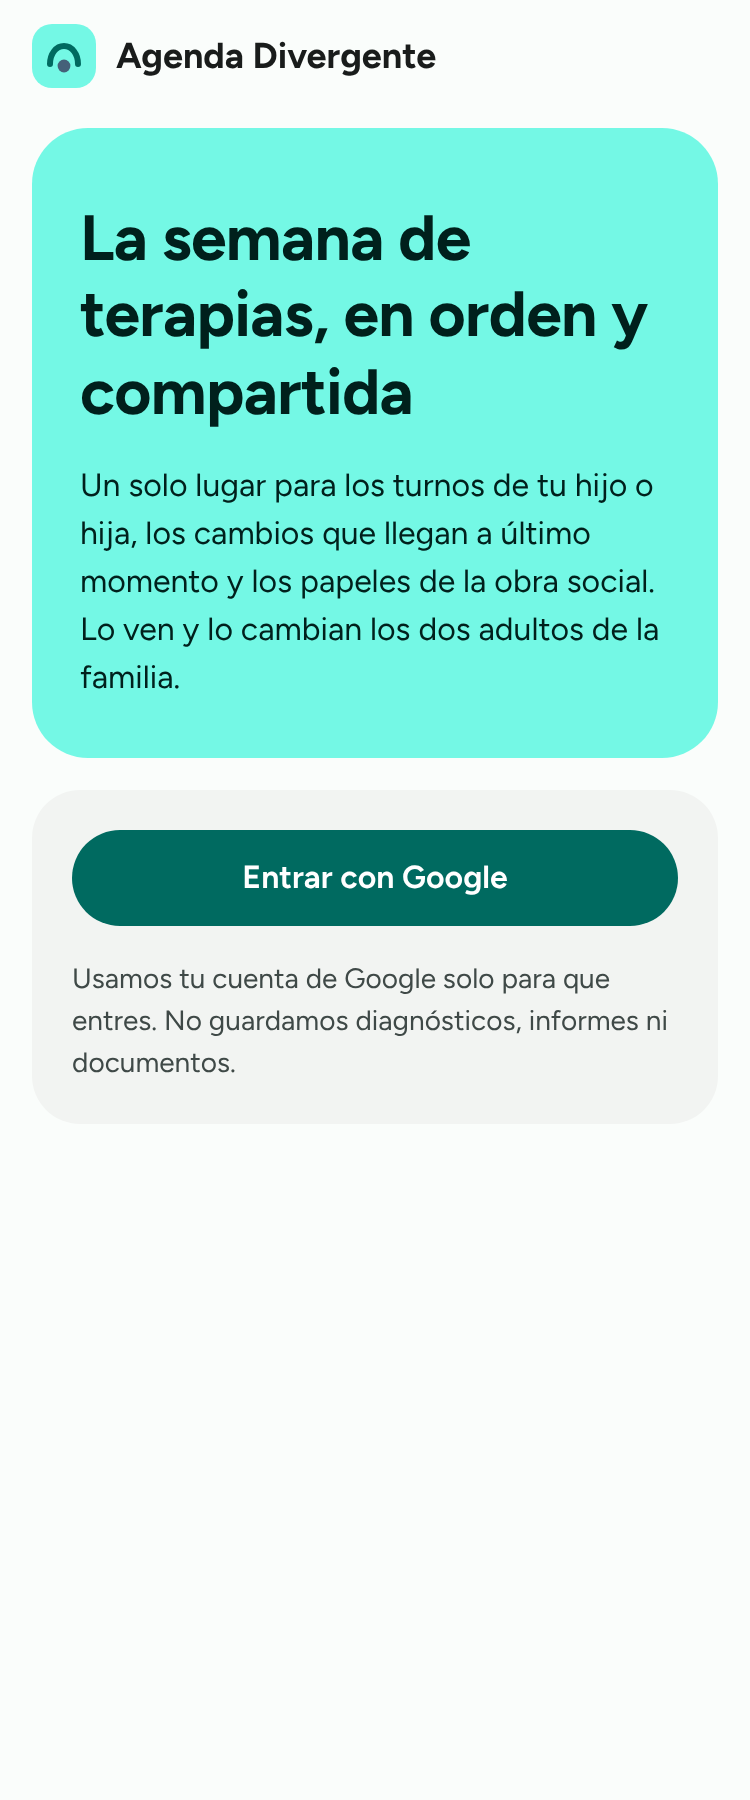 Agenda Divergente
La semana de
terapias, en orden y
compartida
Un solo lugar para los turnos de tu hijo o
hija, los cambios que llegan a último
momento y los papeles de la obra social.
Lo ven y lo cambian los dos adultos de la
familia.
Entrar con Google
Usamos tu cuenta de Google solo para que
entres. No guardamos diagnósticos, informes ni
documentos.